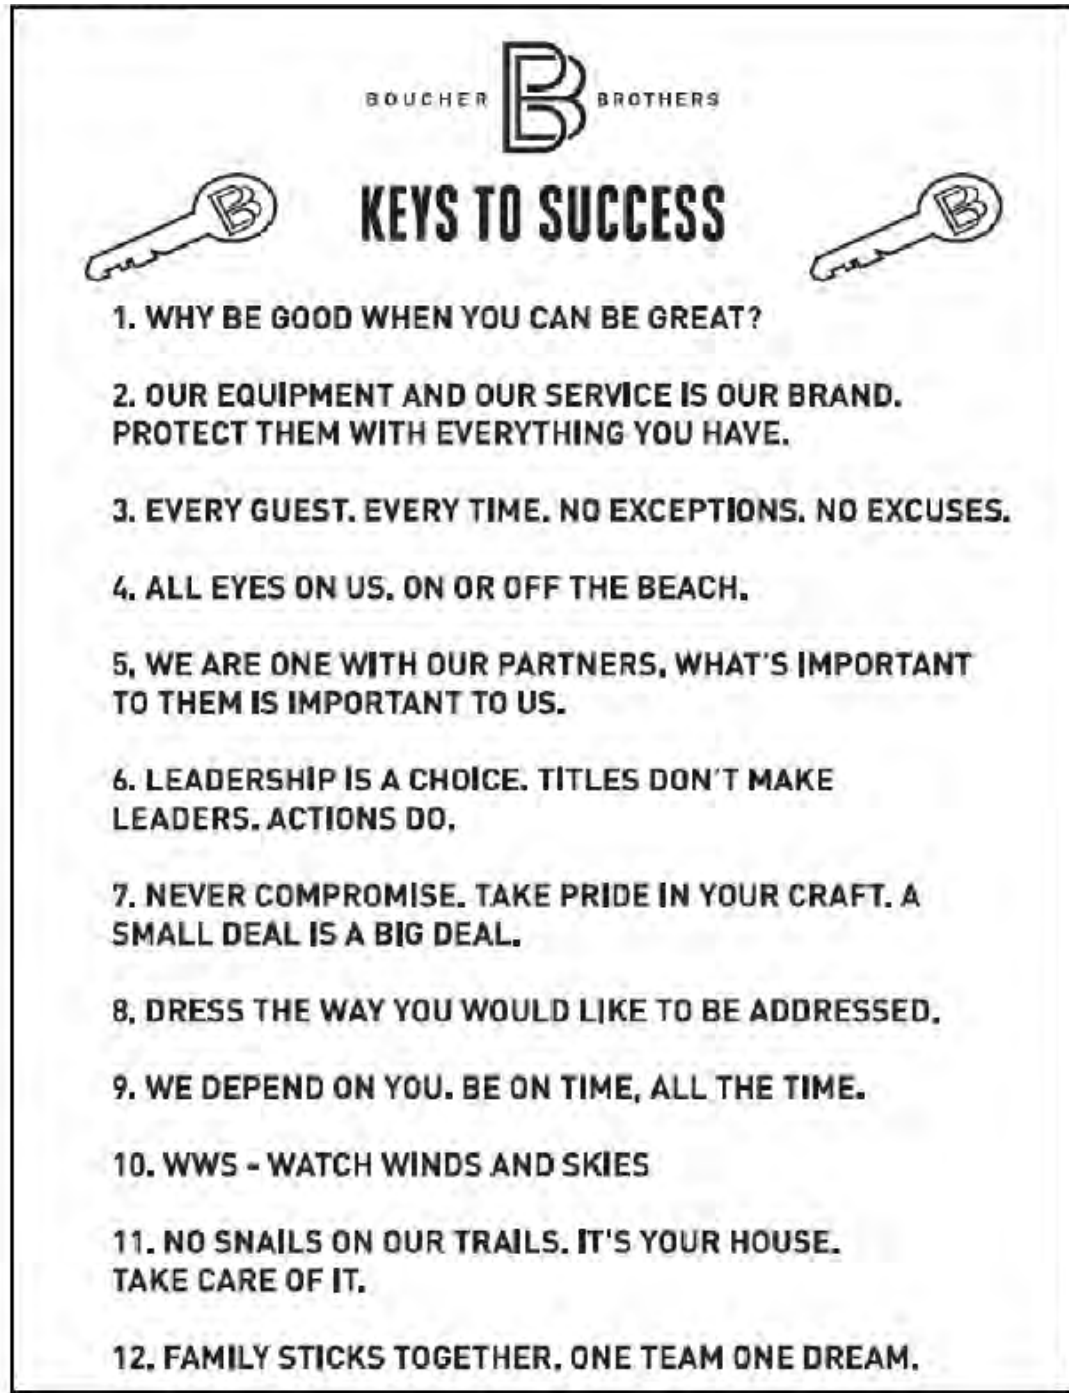 BOUCHER BB BROTHERS
KEYS TO SUCCESS
1. WHY BE GOOD WHEN YOU CAN BE GREAT?
2. OUR EQUIPMENT AND OUR SERVICE IS OUR BRAND.
PROTECT THEM WITH EVERYTHING YOU HAVE.
3. EVERY GUEST. EVERY TIME. NO EXCEPTIONS. NO EXCUSES.
4. ALL EYES ON US. ON OR OFF THE BEACH.
5. WE ARE ONE WITH OUR PARTNERS. WHAT'S IMPORTANT
TO THEM IS IMPORTANT TO US.
6. LEADERSHIP IS A CHOICE. TITLES DON'T MAKE
LEADERS. ACTIONS DO.
7. NEVER COMPROMISE. TAKE PRIDE IN YOUR CRAFT. A
SMALL DEAL IS A BIG DEAL.
8. DRESS THE WAY YOU WOULD LIKE TO BE ADDRESSED.
9. WE DEPEND ON YOU. BE ON TIME, ALL THE TIME.
10. WWS - WATCH WINDS AND SKIES
11. NO SNAILS ON OUR TRAILS. IT'S YOUR HOUSE.
TAKE CARE OF IT.
12. FAMILY STICKS TOGETHER. ONE TEAM ONE DREAM.